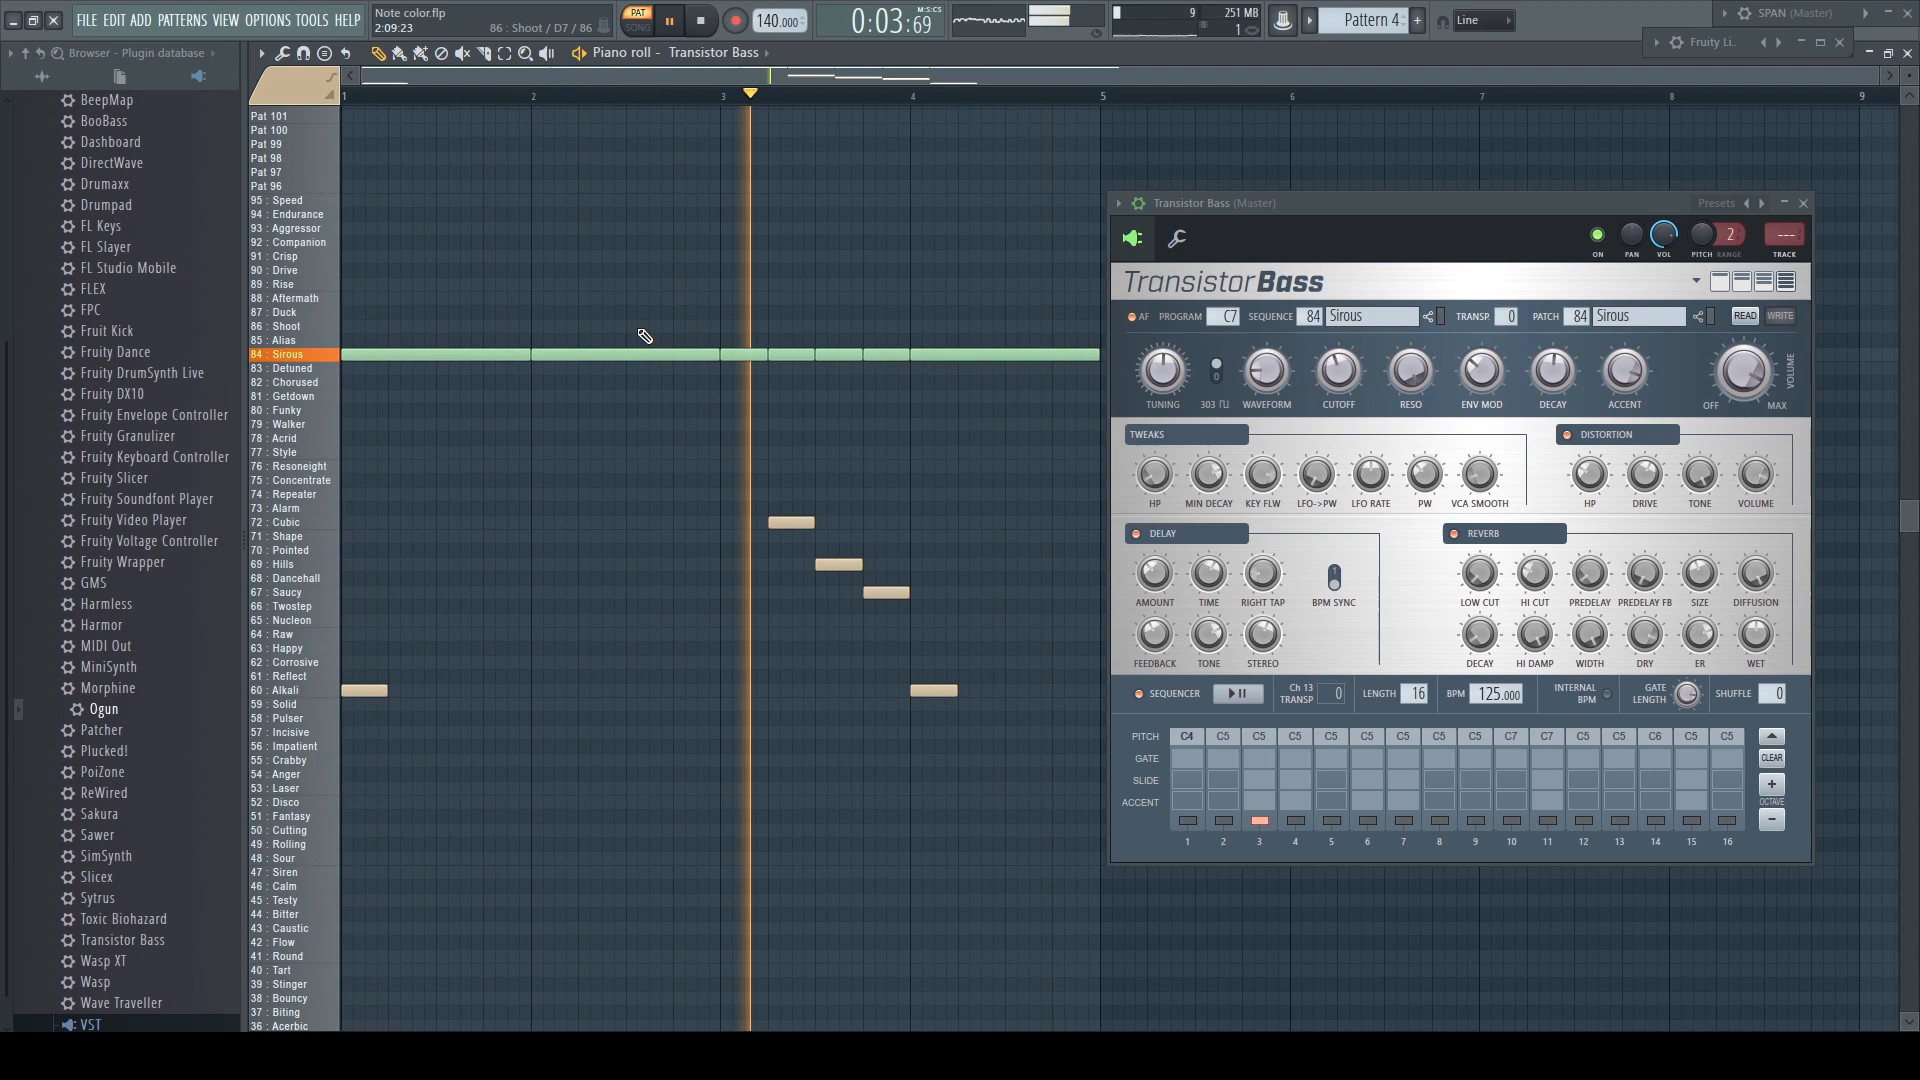 FILE EDIT ADD PATTERNS VIEW OPTIONS TOOLS HELP
Note color.flp
2:09:23 86 : Shoot / D7 / 86
PAT
SONG
140.000
0:03:69 M:S:CS
9 251 MB
1
Pattern 4
Line
SPAN (Master)
Fruity Li..
Browser - Plugin database
Piano roll - Transistor Bass
BeepMap
BooBass
Dashboard
DirectWave
Drumaxx
Drumpad
FL Keys
FL Slayer
FL Studio Mobile
FLEX
FPC
Fruit Kick
Fruity Dance
Fruity DrumSynth Live
Fruity DX10
Fruity Envelope Controller
Fruity Granulizer
Fruity Keyboard Controller
Fruity Slicer
Fruity Soundfont Player
Fruity Video Player
Fruity Voltage Controller
Fruity Wrapper
GMS
Harmless
Harmor
MIDI Out
MiniSynth
Morphine
Ogun
Patcher
Plucked!
PoiZone
ReWired
Sakura
Sawer
SimSynth
Slicex
Sytrus
Toxic Biohazard
Transistor Bass
Wasp XT
Wasp
Wave Traveller
VST
1 2 3 4 5 6 7 8 9
Pat 101
Pat 100
Pat 99
Pat 98
Pat 97
Pat 96
95 : Speed
94 : Endurance
93 : Aggressor
92 : Companion
91 : Crisp
90 : Drive
89 : Rise
88 : Aftermath
87 : Duck
86 : Shoot
85 : Alias
84 : Sirous
83 : Detuned
82 : Chorused
81 : Getdown
80 : Funky
79 : Walker
78 : Acrid
77 : Style
76 : Resoneight
75 : Concentrate
74 : Repeater
73 : Alarm
72 : Cubic
71 : Shape
70 : Pointed
69 : Hills
68 : Dancehall
67 : Saucy
66 : Twostep
65 : Nucleon
64 : Raw
63 : Happy
62 : Corrosive
61 : Reflect
60 : Alkali
59 : Solid
58 : Pulser
57 : Incisive
56 : Impatient
55 : Crabby
54 : Anger
53 : Laser
52 : Disco
51 : Fantasy
50 : Cutting
49 : Rolling
48 : Sour
47 : Siren
46 : Calm
45 : Testy
44 : Bitter
43 : Caustic
42 : Flow
41 : Round
40 : Tart
39 : Stinger
38 : Bouncy
37 : Biting
36 : Acerbic
Transistor Bass (Master) Presets
2 ---
ON PAN VOL PITCH RANGE TRACK
TransistorBass
AF PROGRAM C7 SEQUENCE 84 Sirous TRANSP. 0 PATCH 84 Sirous READ WRITE
0
TUNING 303 WAVEFORM CUTOFF RESO ENV MOD DECAY ACCENT OFF MAX VOLUME
TWEAKS DISTORTION
HP MIN DECAY KEY FLW LFO->PW LFO RATE PW VCA SMOOTH HP DRIVE TONE VOLUME
DELAY REVERB
1
AMOUNT TIME RIGHT TAP BPM SYNC LOW CUT HI CUT PREDELAY PREDELAY FB SIZE DIFFUSION
FEEDBACK TONE STEREO DECAY HI DAMP WIDTH DRY ER WET
SEQUENCER Ch 13 TRANSP 0 LENGTH 16 BPM 125.000 INTERNAL BPM GATE LENGTH SHUFFLE 0
PITCH C4 C5 C5 C5 C5 C5 C5 C5 C5 C7 C7 C5 C5 C6 C5 C5
GATE CLEAR
SLIDE +
ACCENT OCTAVE
-
1 2 3 4 5 6 7 8 9 10 11 12 13 14 15 16